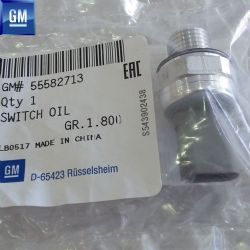 GM
GM# 55582713
Qty 1
SWITCH OIL
GR.1.800
LB0517 MADE IN CHINA
EAC
S543902438
GM
D-65423 Rüsselsheim